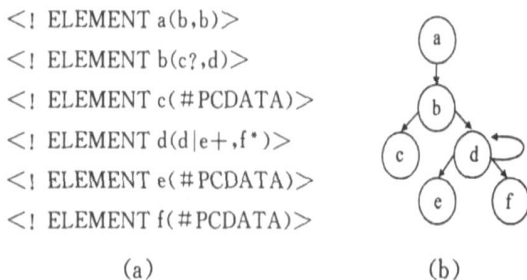 <! ELEMENT a(b,b)>
<! ELEMENT b(c?,d)>
<! ELEMENT c(#PCDATA)>
<! ELEMENT d(d|e+,f*)>
<! ELEMENT e(#PCDATA)>
<! ELEMENT f(#PCDATA)>
(a)
a
b
c d
e f
(b)